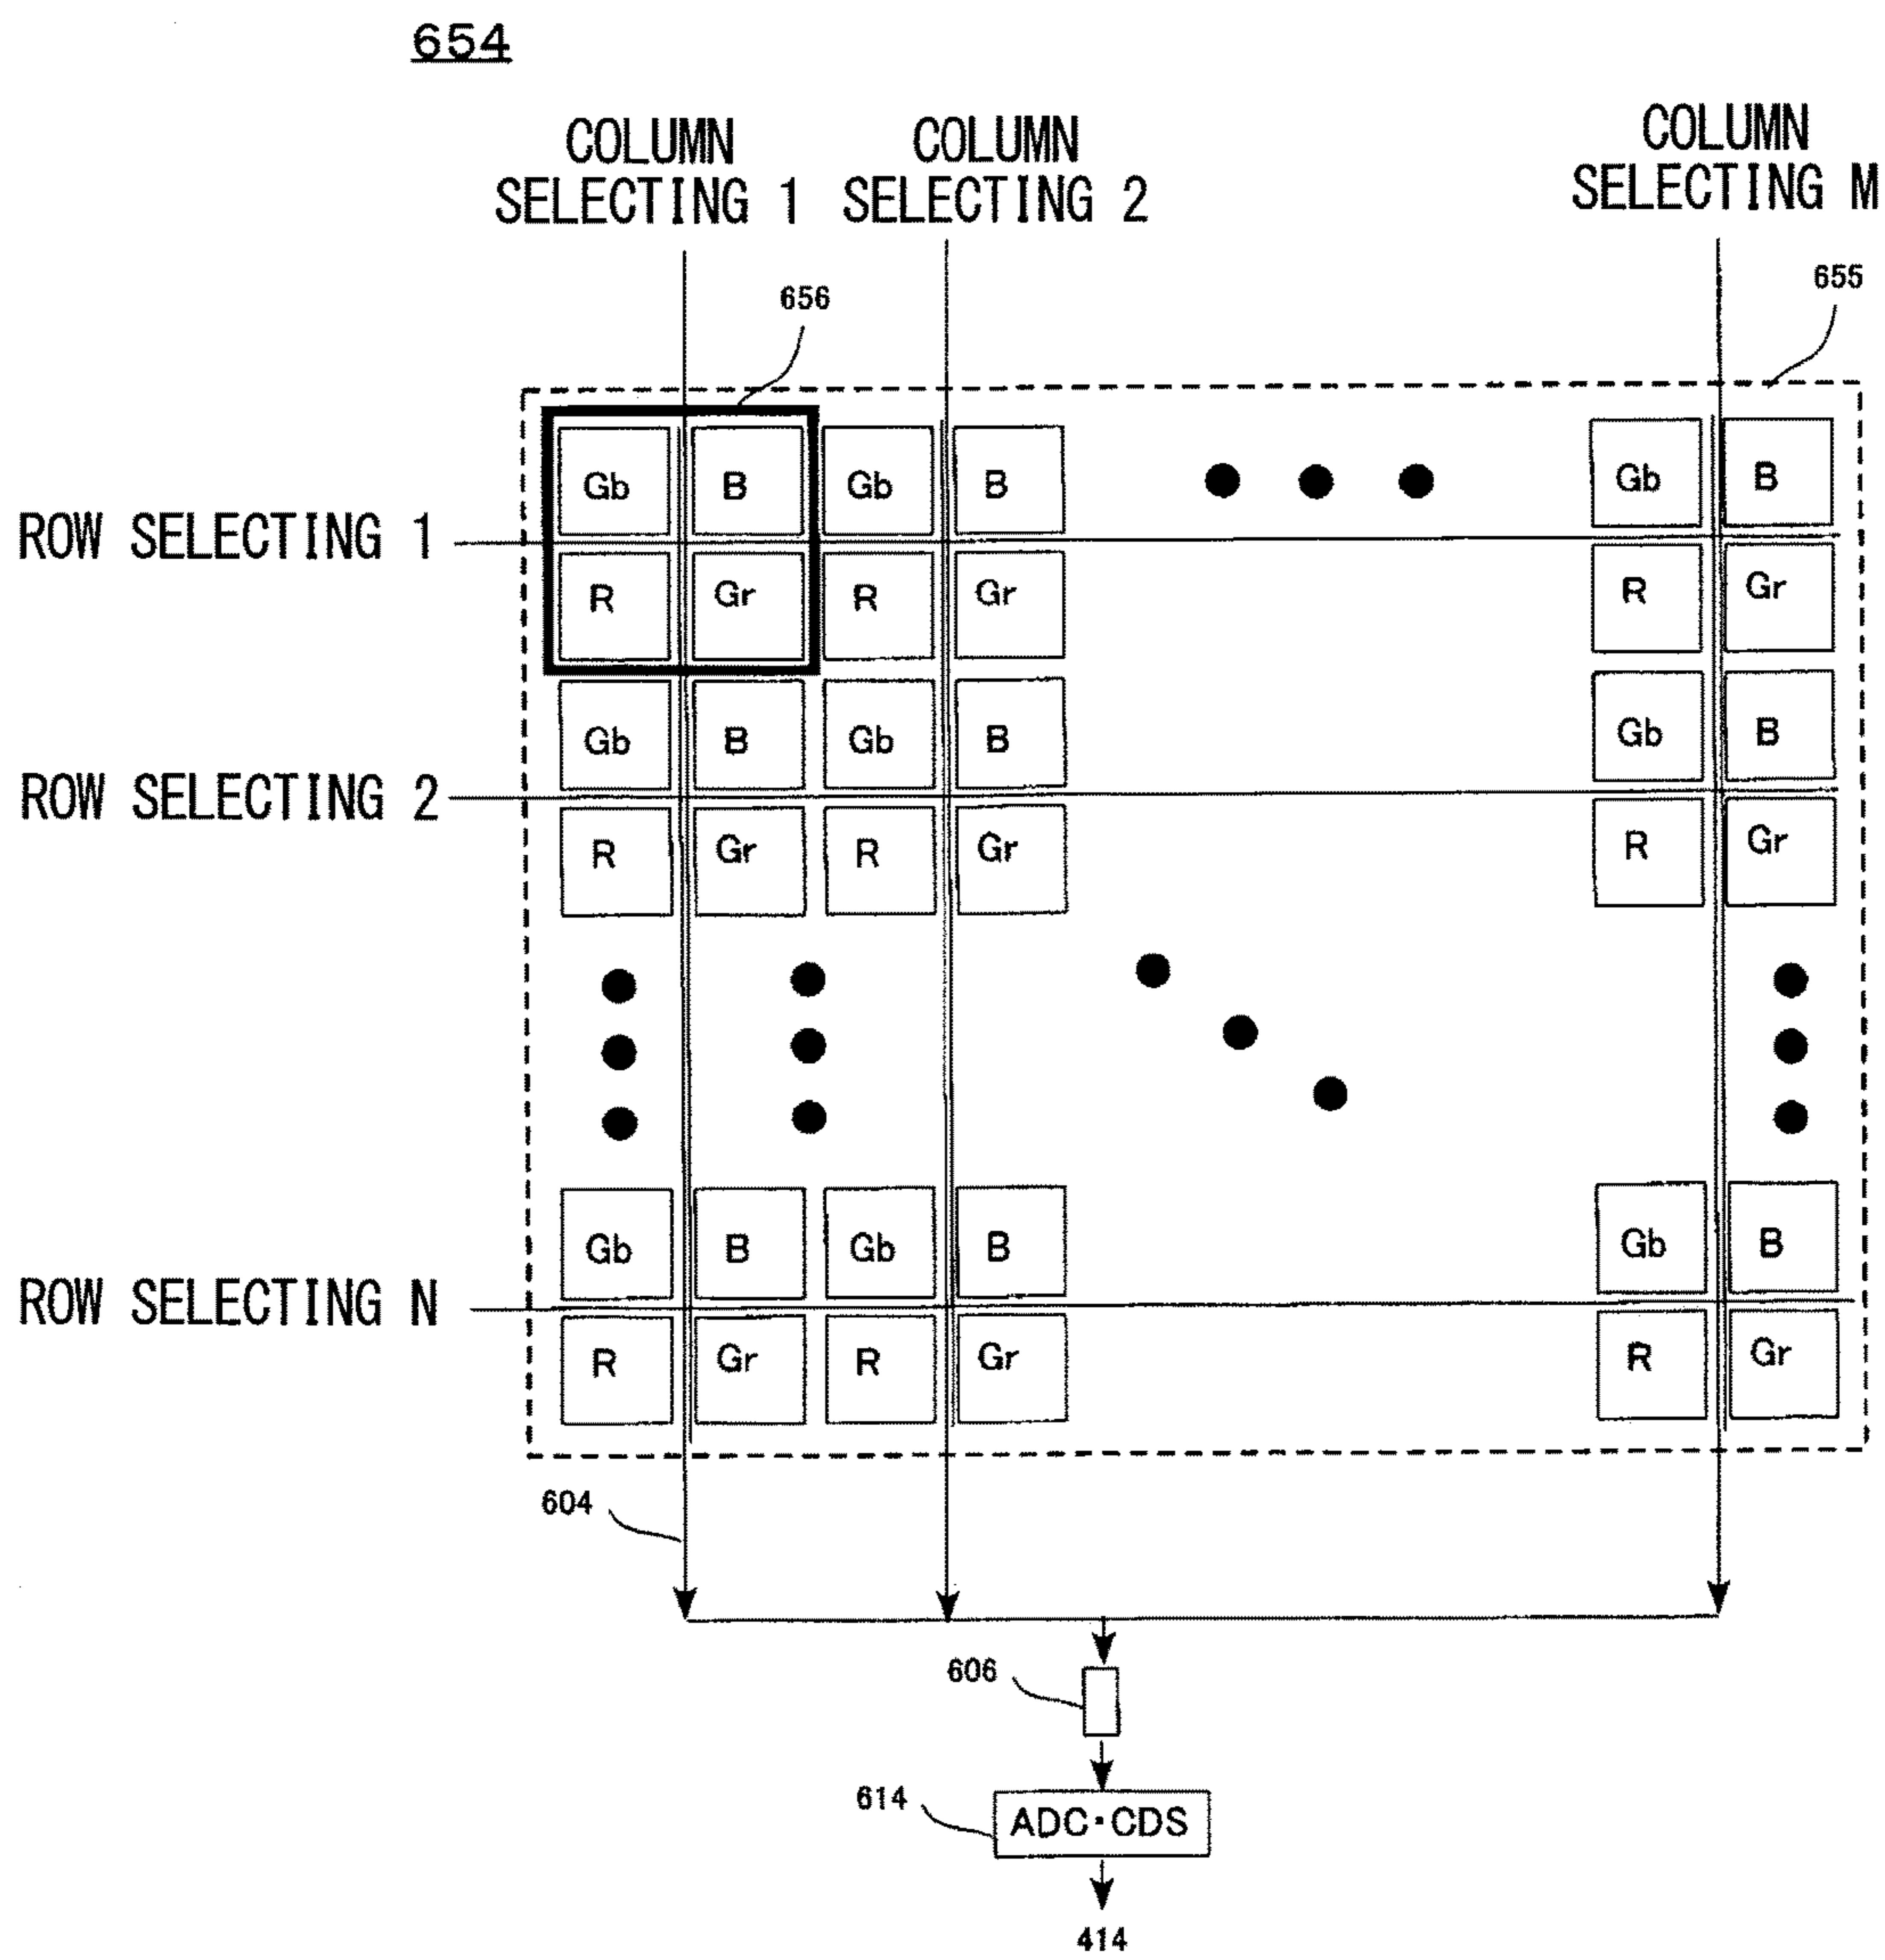 654
COLUMN
SELECTING 1
COLUMN
SELECTING 2
COLUMN
SELECTING M
656
655
Gb B Gb B Gb B
ROW SELECTING 1
R Gr R Gr R Gr
Gb B Gb B Gb B
ROW SELECTING 2
R Gr R Gr R Gr
Gb B Gb B Gb B
ROW SELECTING N
R Gr R Gr R Gr
604
606
614
ADC·CDS
414